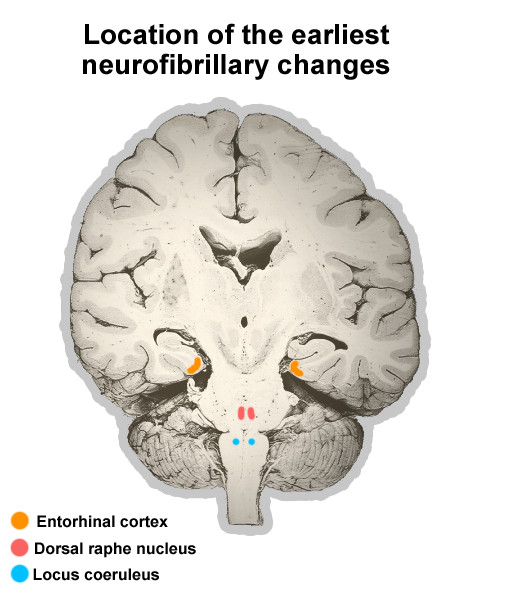 Location of the earliest
neurofibrillary changes
Entorhinal cortex
Dorsal raphe nucleus
Locus coeruleus